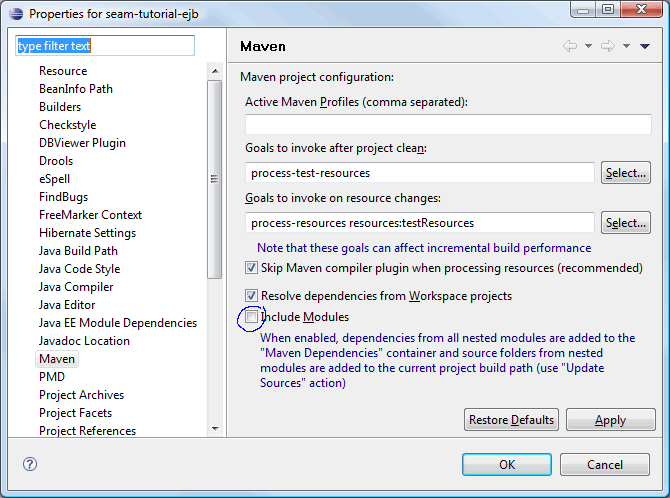 Properties for seam-tutorial-ejb
type filter text
Resource
BeanInfo Path
Builders
Checkstyle
DBViewer Plugin
Drools
eSpell
FindBugs
FreeMarker Context
Hibernate Settings
Java Build Path
Java Code Style
Java Compiler
Java Editor
Java EE Module Dependencies
Javadoc Location
Maven
PMD
Project Archives
Project Facets
Project References
Maven
Maven project configuration:
Active Maven Profiles (comma separated):
Goals to invoke after project clean:
process-test-resources
Select...
Goals to invoke on resource changes:
process-resources resources:testResources
Select...
Note that these goals can affect incremental build performance
Skip Maven compiler plugin when processing resources (recommended)
Resolve dependencies from Workspace projects
Include Modules
When enabled, dependencies from all nested modules are added to the
"Maven Dependencies" container and source folders from nested
modules are added to the current project build path (use "Update
Sources" action)
Restore Defaults
Apply
?
OK
Cancel